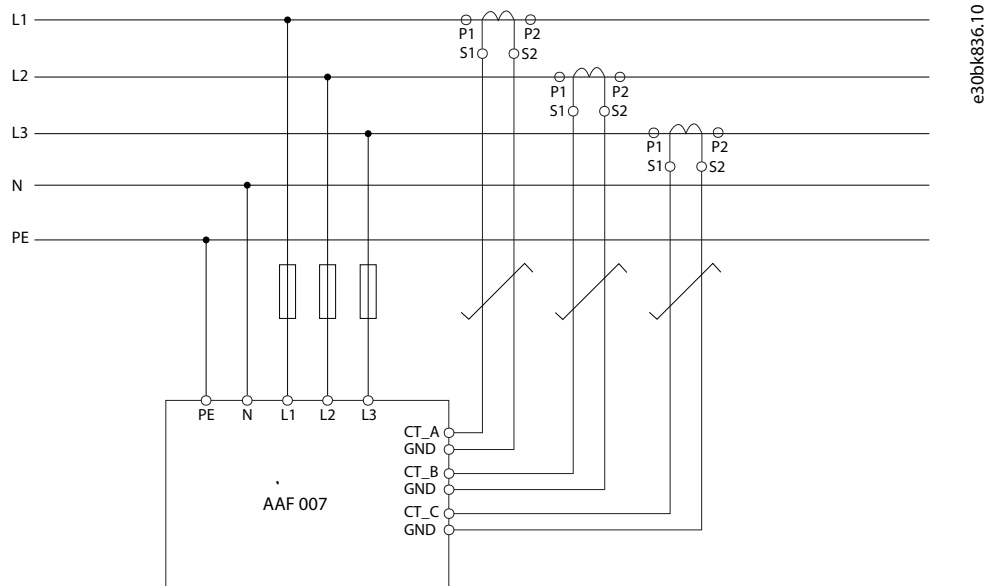 L1
P1 P2
S1 S2
L2
P1 P2
S1 S2
L3
P1 P2
S1 S2
N
PE
PE N L1 L2 L3
CT_A
GND
CT_B
GND
CT_C
GND
AAF 007
e30bk836.10